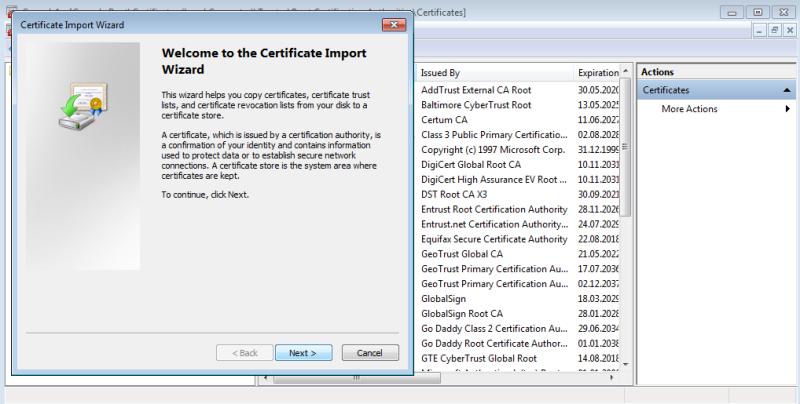 \Certificates]
Certificate Import Wizard
Welcome to the Certificate Import
Wizard
This wizard helps you copy certificates, certificate trust
lists, and certificate revocation lists from your disk to a
certificate store.
A certificate, which is issued by a certification authority, is
a confirmation of your identity and contains information
used to protect data or to establish secure network
connections. A certificate store is the system area where
certificates are kept.
To continue, click Next.
< Back
Next >
Cancel
Issued By Expiration
AddTrust External CA Root 30.05.2020
Baltimore CyberTrust Root 13.05.2025
Certum CA 11.06.2027
Class 3 Public Primary Certificatio... 02.08.2028
Copyright (c) 1997 Microsoft Corp. 31.12.1999
DigiCert Global Root CA 10.11.2031
DigiCert High Assurance EV Root ... 10.11.2031
DST Root CA X3 30.09.2021
Entrust Root Certification Authority 28.11.2026
Entrust.net Certification Authority... 24.07.2029
Equifax Secure Certificate Authority 22.08.2018
GeoTrust Global CA 21.05.2022
GeoTrust Primary Certification Au... 17.07.2036
GeoTrust Primary Certification Au... 02.12.2037
GlobalSign 18.03.2029
GlobalSign Root CA 28.01.2028
Go Daddy Class 2 Certification Au... 29.06.2034
Go Daddy Root Certificate Author... 01.01.2038
GTE CyberTrust Global Root 14.08.2018
Actions
Certificates
More Actions